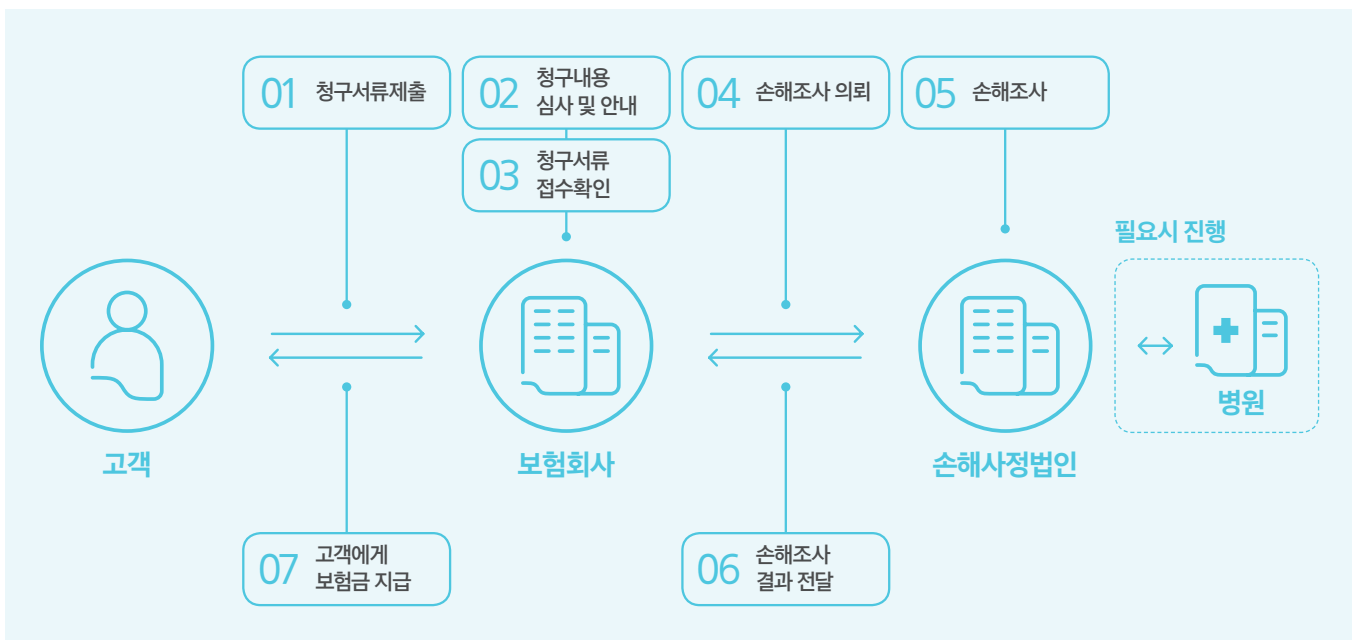 01 청구서류제출
02 청구내용
심사 및 안내
03 청구서류
접수확인
04 손해조사 의뢰
05 손해조사
필요시 진행
병원
고객
보험회사
손해사정법인
07 고객에게
보험금 지급
06 손해조사
결과 전달